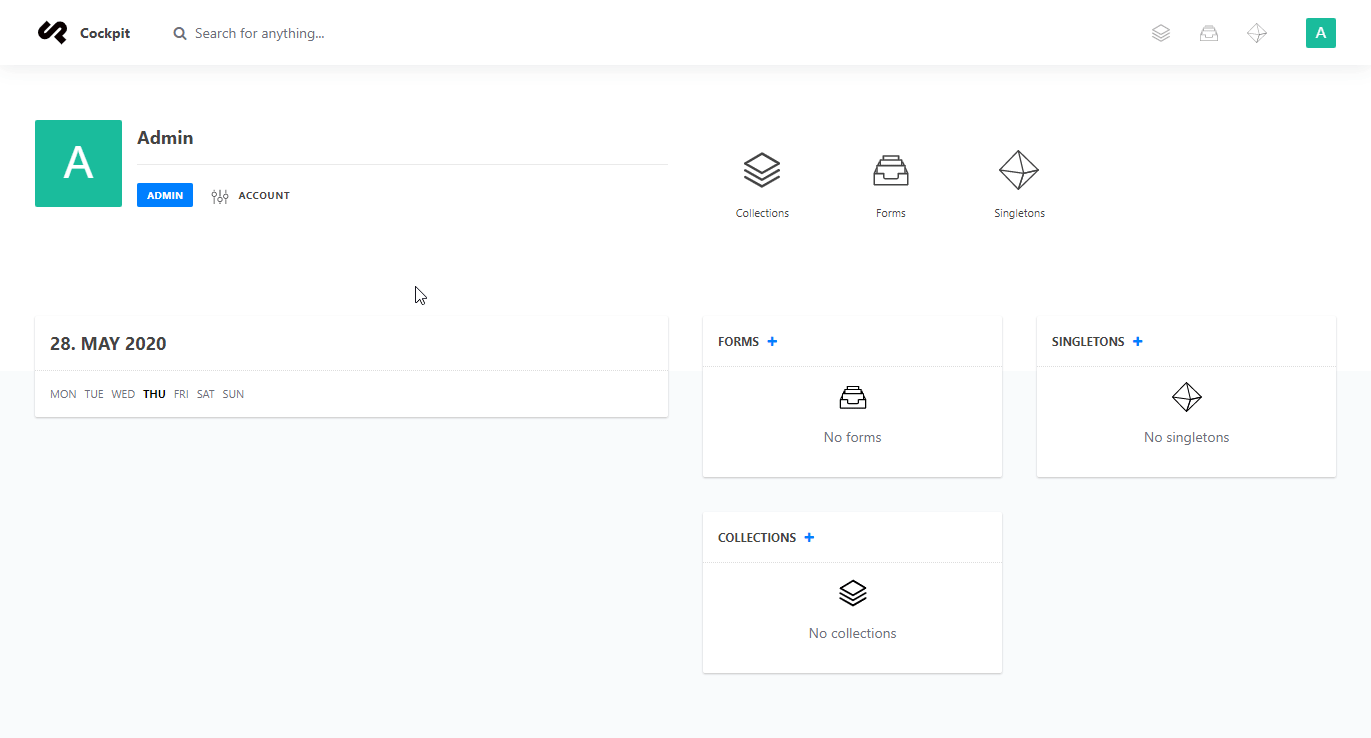 Cockpit
Search for anything...
A
A
Admin
ADMIN
ACCOUNT
Collections
Forms
Singletons
28. MAY 2020
MON TUE WED THU FRI SAT SUN
FORMS +
No forms
SINGLETONS +
No singletons
COLLECTIONS +
No collections